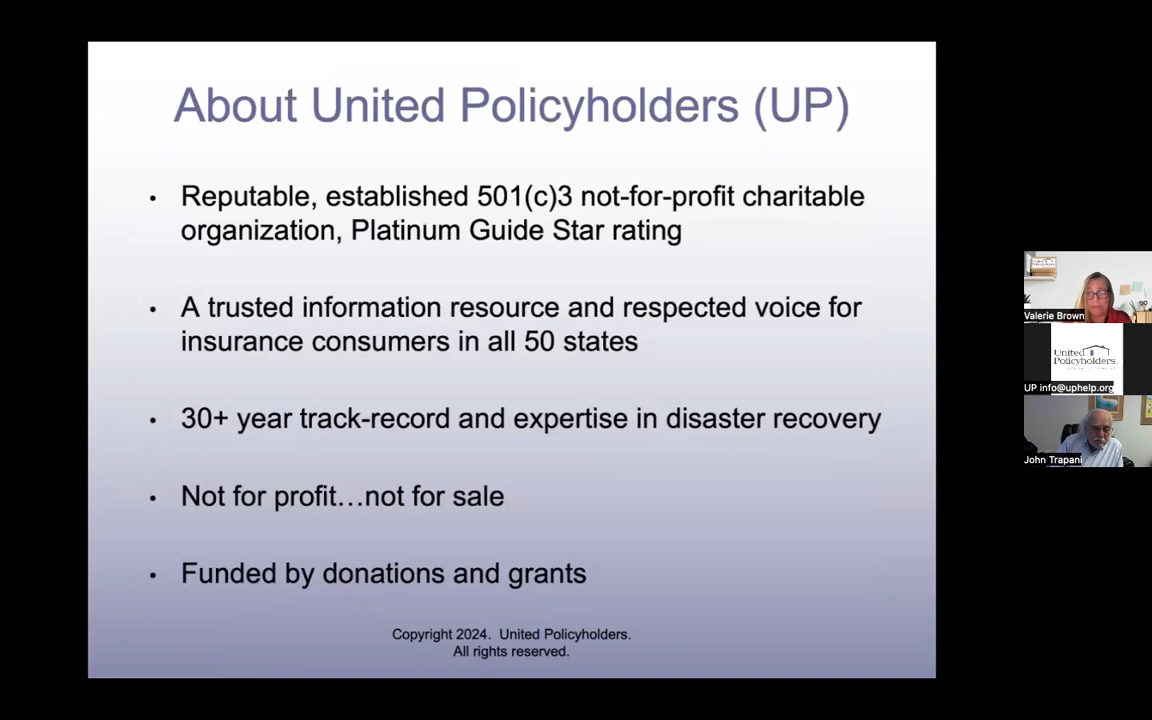 About United Policyholders (UP)
• Reputable, established 501(c)3 not-for-profit charitable
organization, Platinum Guide Star rating
• A trusted information resource and respected voice for
insurance consumers in all 50 states
• 30+ year track-record and expertise in disaster recovery
• Not for profit…not for sale
• Funded by donations and grants
Copyright 2024. United Policyholders.
All rights reserved.
Valerie Brown
United
Policyholders
UP info@uphelp.org
John Trapani